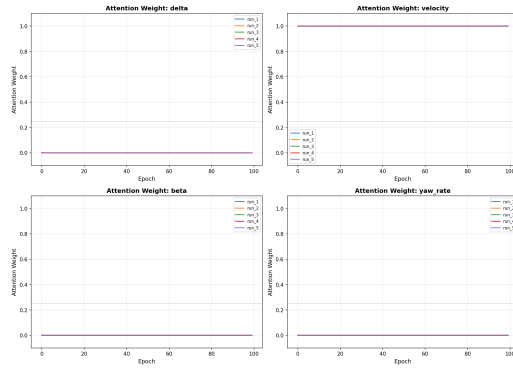 Attention Weight: delta
Attention Weight
1.0
0.8
0.6
0.4
0.2
0.0
0 20 40 60 80 100
Epoch
run_1
run_2
run_3
run_4
run_5
Attention Weight: velocity
Attention Weight
1.0
0.8
0.6
0.4
0.2
0.0
0 20 40 60 80 100
Epoch
run_1
run_2
run_3
run_4
run_5
Attention Weight: beta
Attention Weight
1.0
0.8
0.6
0.4
0.2
0.0
0 20 40 60 80 100
Epoch
run_1
run_2
run_3
run_4
run_5
Attention Weight: yaw_rate
Attention Weight
1.0
0.8
0.6
0.4
0.2
0.0
0 20 40 60 80 100
Epoch